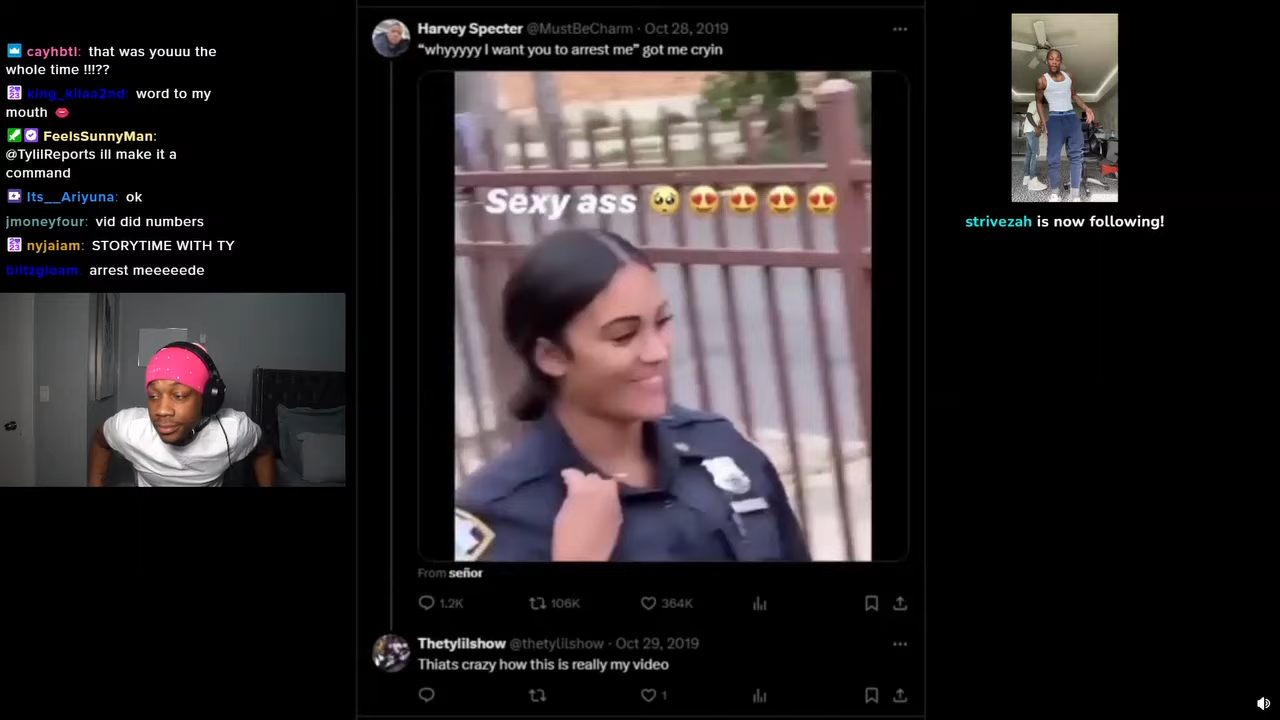 cayhbtl: that was youuu the
whole time !!!??
king_kilaa2nd: word to my
mouth 🫦
FeelsSunnyMan:
@TylilReports ill make it a
command
Its__Ariyuna: ok
jmoneyfour: vid did numbers
nyjaiam: STORYTIME WITH TY
blitzgloam: arrest meeeeede
Harvey Specter @MustBeCharm · Oct 28, 2019
“whyyyyy I want you to arrest me” got me cryin
Sexy ass 🥺😍😍😍😍
From señor
1.2K 106K 364K
Thetylilshow @thetylilshow · Oct 29, 2019
Thiats crazy how this is really my video
1
strivezah is now following!